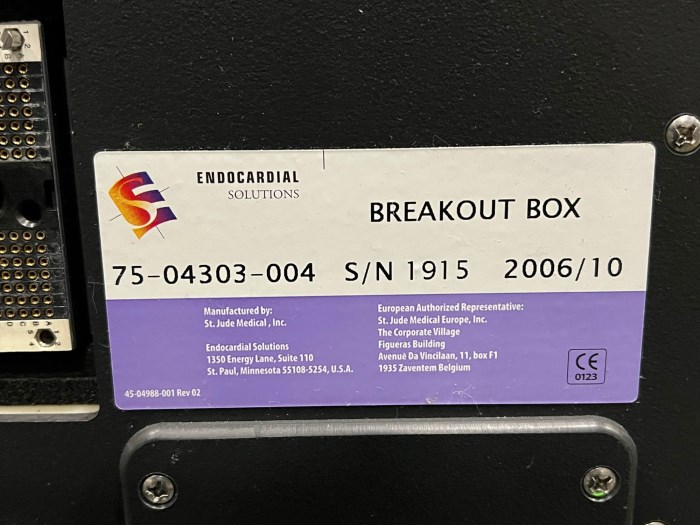 ENDOCARDIAL
SOLUTIONS
BREAKOUT BOX
75-04303-004 S/N 1915 2006/10
Manufactured by:
St. Jude Medical , Inc.
Endocardial Solutions
1350 Energy Lane, Suite 110
St. Paul, Minnesota 55108-5254, U.S.A.
European Authorized Representative:
St. Jude Medical Europe, Inc.
The Corporate Village
Figueras Building
Avenué Da Vincilaan, 11, box F1
1935 Zaventem Belgium
CE
0123
45-04988-001 Rev 02